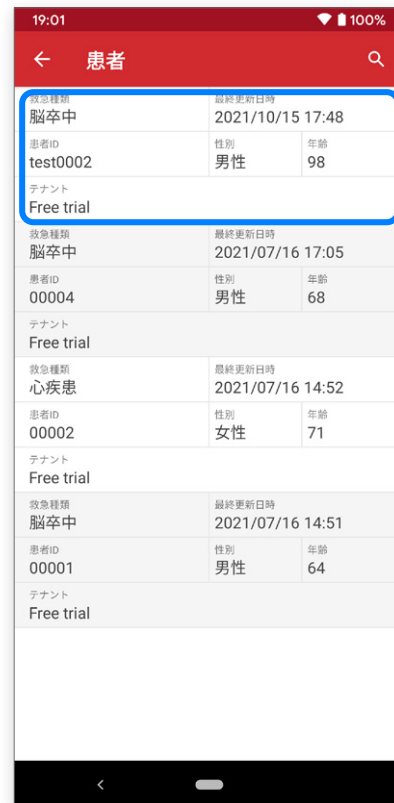 19:01 100%
患者
救急種類 最終更新日時
脳卒中 2021/10/15 17:48
患者ID 性別 年齢
test0002 男性 98
テナント
Free trial
救急種類 最終更新日時
脳卒中 2021/07/16 17:05
患者ID 性別 年齢
00004 男性 68
テナント
Free trial
救急種類 最終更新日時
心疾患 2021/07/16 14:52
患者ID 性別 年齢
00002 女性 71
テナント
Free trial
救急種類 最終更新日時
脳卒中 2021/07/16 14:51
患者ID 性別 年齢
00001 男性 64
テナント
Free trial